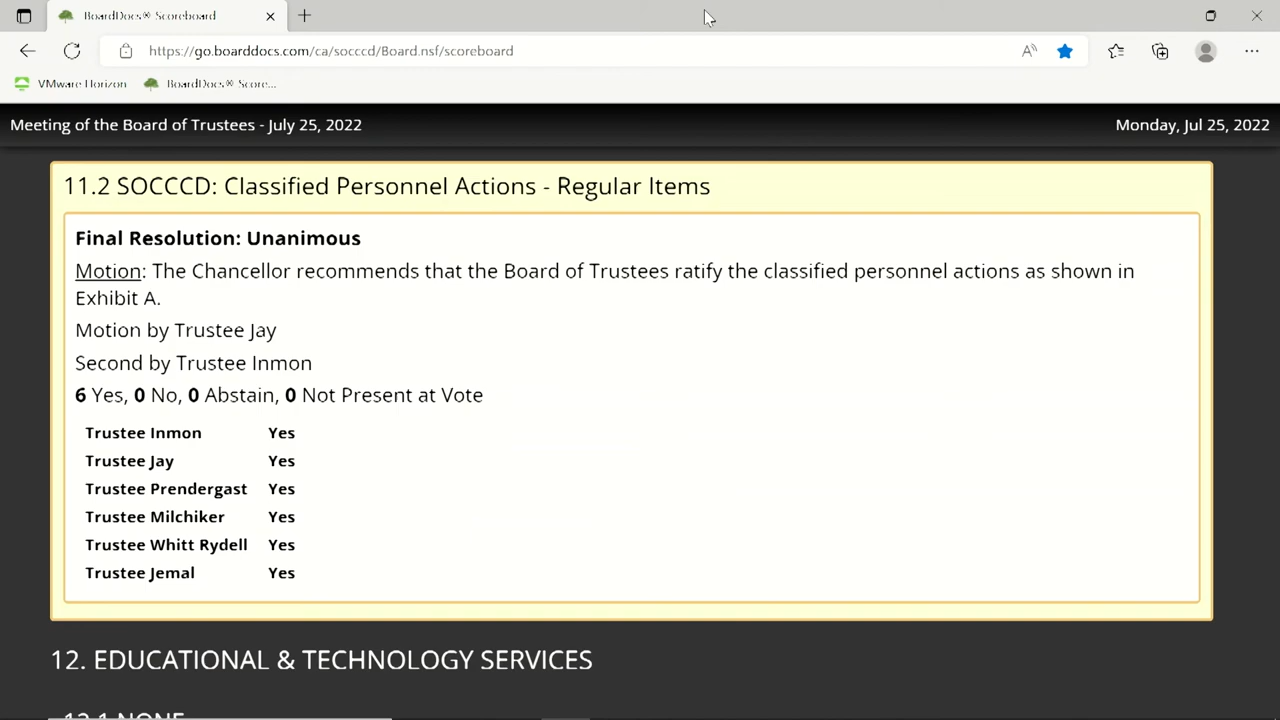 BoardDocs® Scoreboard
https://go.boarddocs.com/ca/socccd/Board.nsf/scoreboard
VMware Horizon
BoardDocs® Score...
Meeting of the Board of Trustees - July 25, 2022
Monday, Jul 25, 2022
11.2 SOCCCD: Classified Personnel Actions - Regular Items
Final Resolution: Unanimous
Motion: The Chancellor recommends that the Board of Trustees ratify the classified personnel actions as shown in
Exhibit A.
Motion by Trustee Jay
Second by Trustee Inmon
6 Yes, 0 No, 0 Abstain, 0 Not Present at Vote
Trustee Inmon Yes
Trustee Jay Yes
Trustee Prendergast Yes
Trustee Milchiker Yes
Trustee Whitt Rydell Yes
Trustee Jemal Yes
12. EDUCATIONAL & TECHNOLOGY SERVICES
12.1 NONE